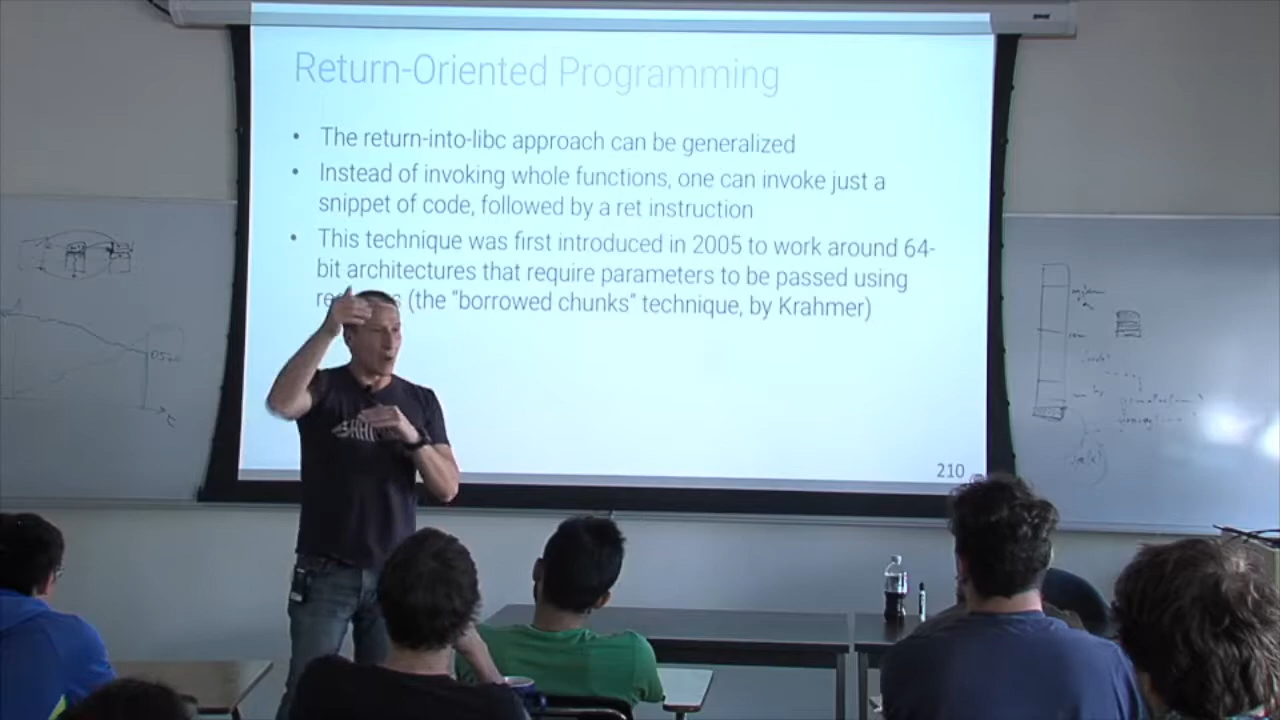 Return-Oriented Programming
• The return-into-libc approach can be generalized
• Instead of invoking whole functions, one can invoke just a
snippet of code, followed by a ret instruction
• This technique was first introduced in 2005 to work around 64-
bit architectures that require parameters to be passed using
(the "borrowed chunks" technique, by Krahmer)
210